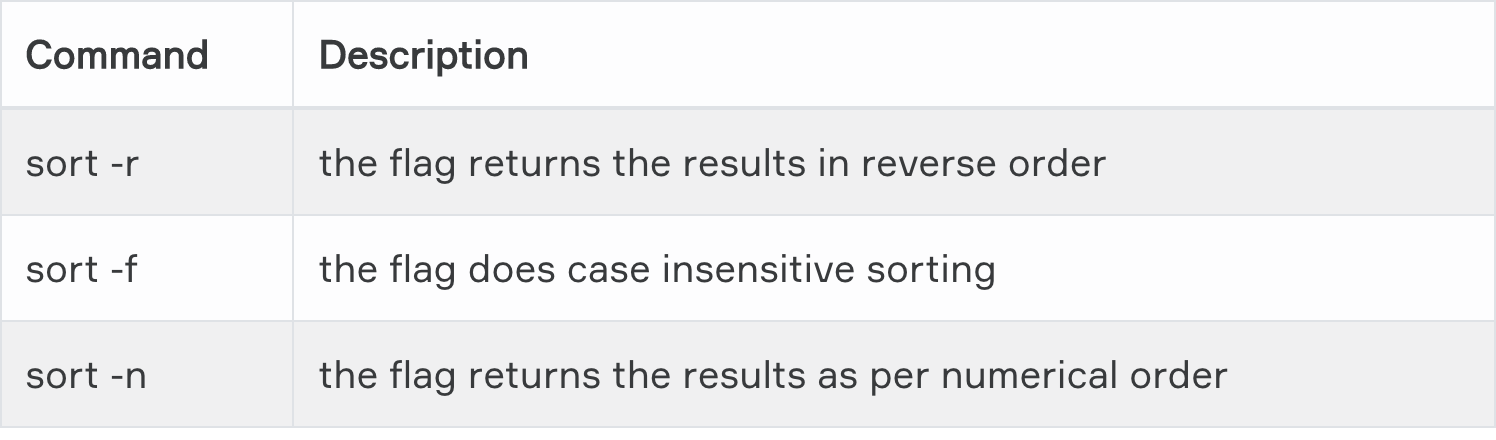 Command Description
sort -r the flag returns the results in reverse order
sort -f the flag does case insensitive sorting
sort -n the flag returns the results as per numerical order